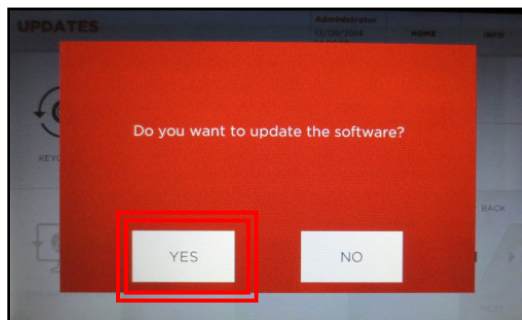 UPDATES
Administrator
HOME
INFO
Do you want to update the software?
BACK
YES
NO